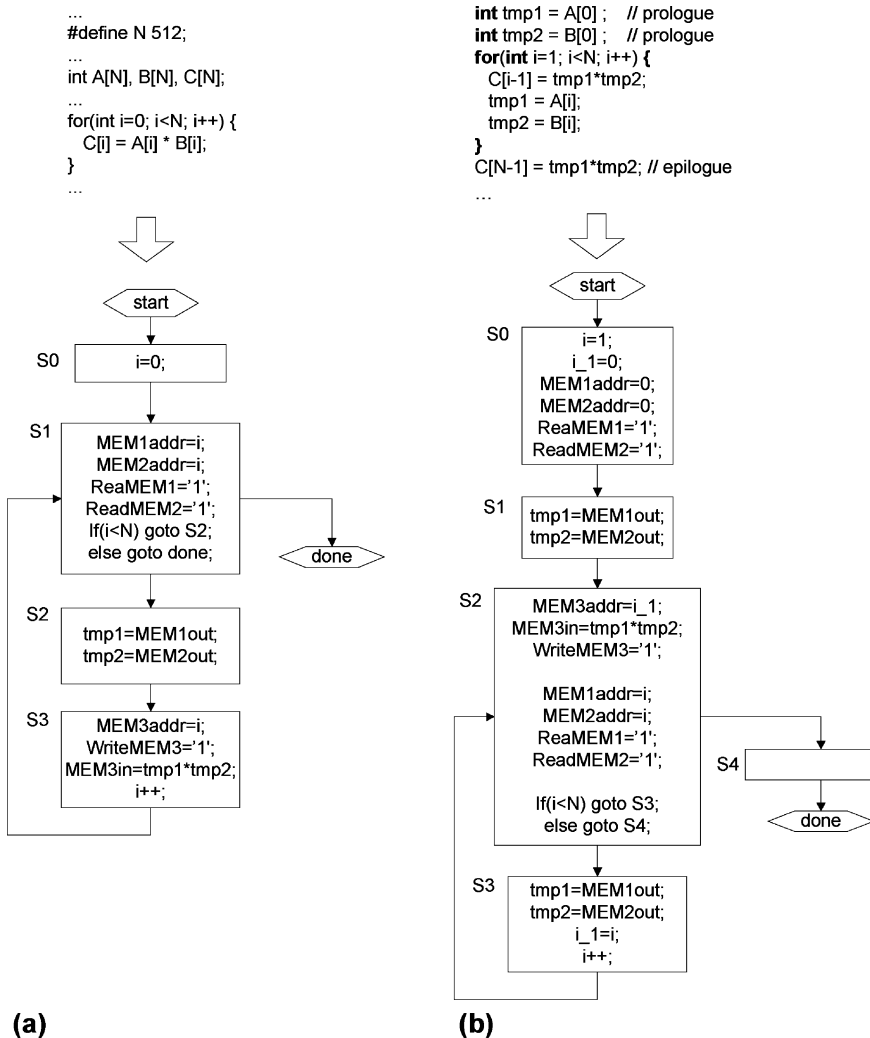 ...
#define N 512;
...
int A[N], B[N], C[N];
...
for(int i=0; i<N; i++) {
C[i] = A[i] * B[i];
}
...
start
S0
i=0;
S1
MEM1addr=i;
MEM2addr=i;
ReaMEM1='1';
ReadMEM2='1';
If(i<N) goto S2;
else goto done;
done
S2
tmp1=MEM1out;
tmp2=MEM2out;
S3
MEM3addr=i;
WriteMEM3='1';
MEM3in=tmp1*tmp2;
i++;
(a)
int tmp1 = A[0] ; // prologue
int tmp2 = B[0] ; // prologue
for(int i=1; i<N; i++) {
C[i-1] = tmp1*tmp2;
tmp1 = A[i];
tmp2 = B[i];
}
C[N-1] = tmp1*tmp2; // epilogue
...
start
S0
i=1;
i_1=0;
MEM1addr=0;
MEM2addr=0;
ReaMEM1='1';
ReadMEM2='1';
S1
tmp1=MEM1out;
tmp2=MEM2out;
S2
MEM3addr=i_1;
MEM3in=tmp1*tmp2;
WriteMEM3='1';
MEM1addr=i;
MEM2addr=i;
ReaMEM1='1';
ReadMEM2='1';
If(i<N) goto S3;
else goto S4;
S4
done
S3
tmp1=MEM1out;
tmp2=MEM2out;
i_1=i;
i++;
(b)